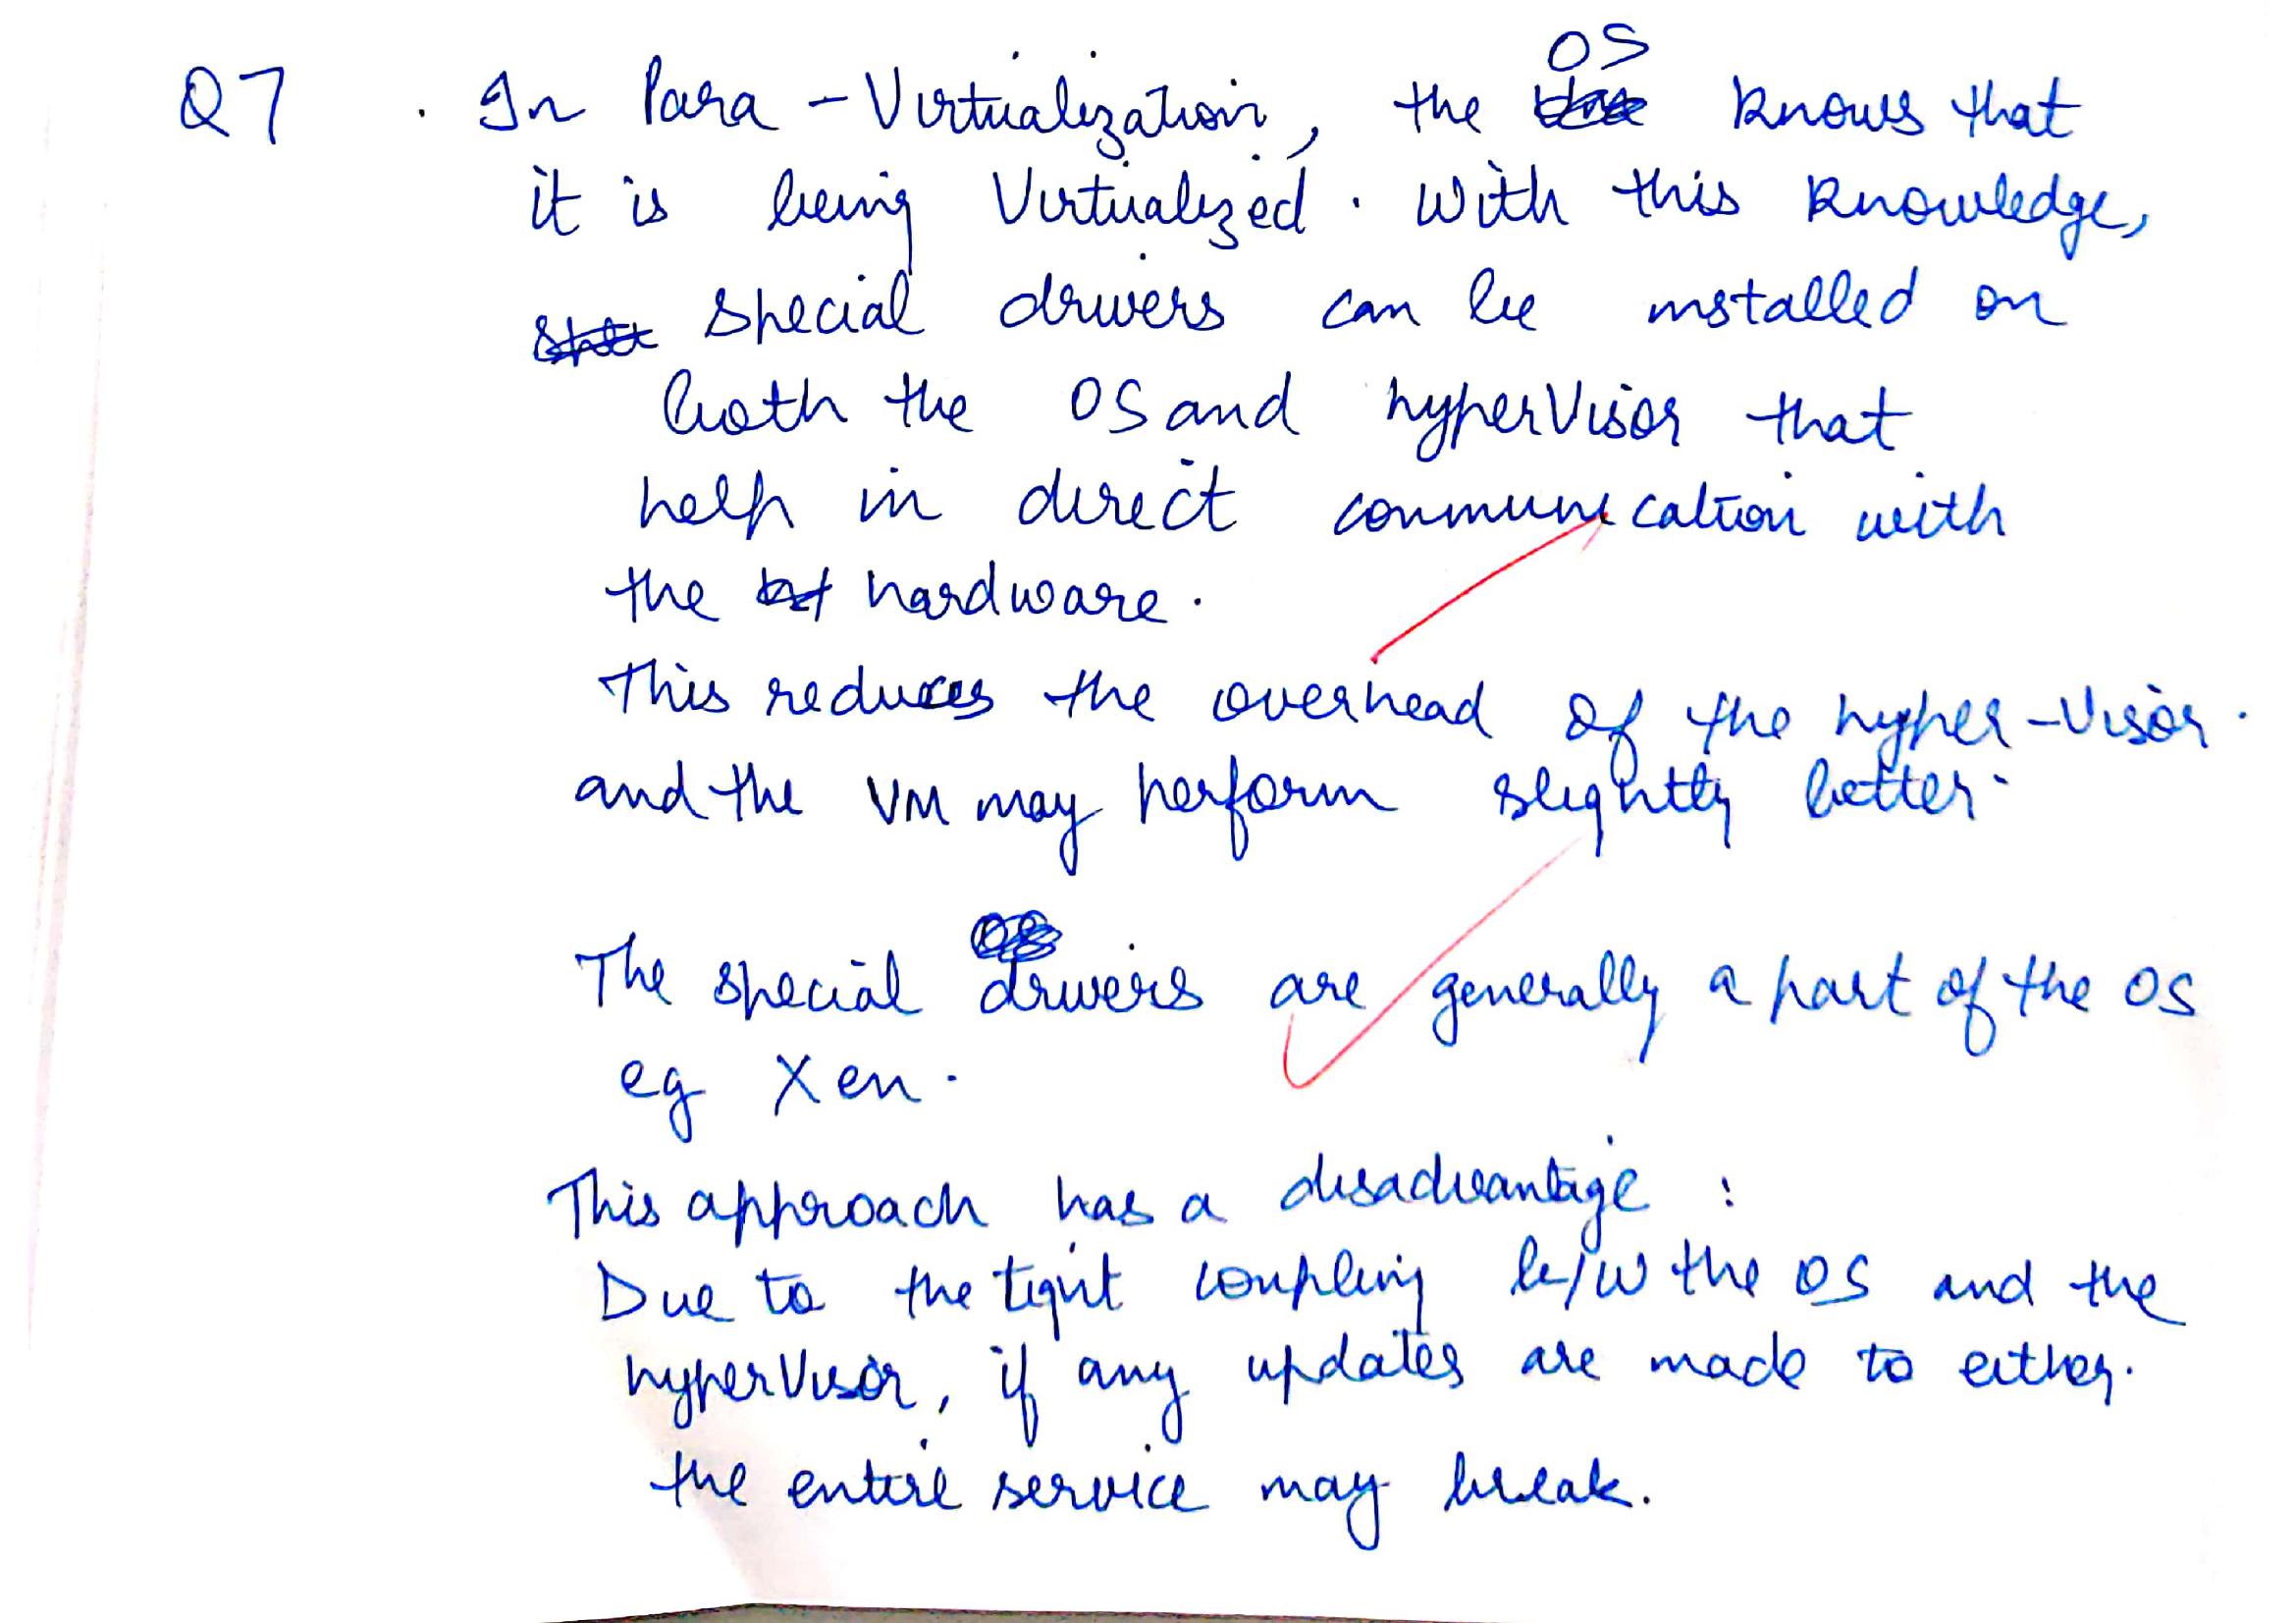 Q7 . In Para - Virtualization, the OS knows that
it is being Virtualized. With this knowledge,
special drivers can be installed on
both the OS and hyperVisor that
help in direct communication with
the hardware.
This reduces the overhead of the hyper-Visor.
and the VM may perform slightly better.
The special drivers are generally a part of the OS
eg Xen.
This approach has a disadvantage :
Due to the tight coupling b/w the OS and the
hyperVisor, if any updates are made to either.
the entire service may break.